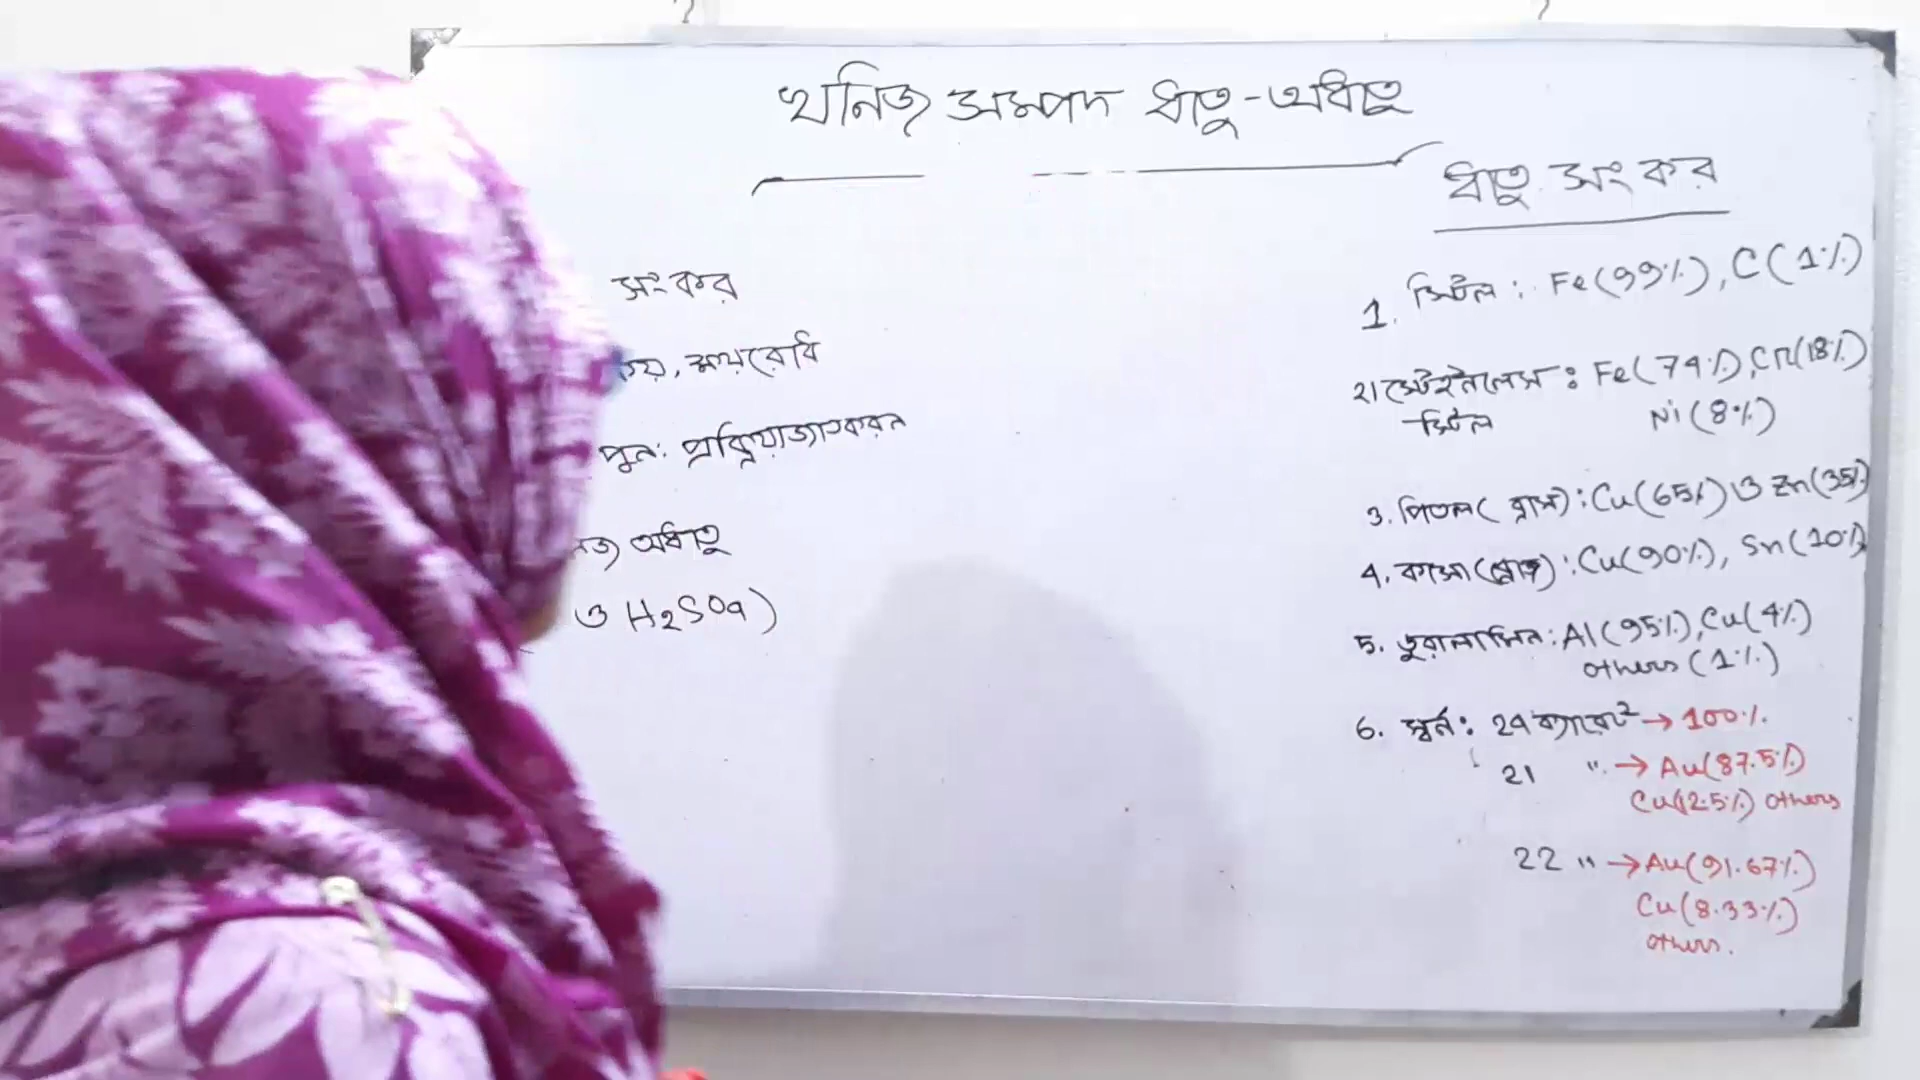 খনিজ সম্পদ ধাতু-অধাতু
সংকর
ক্ষয়, ক্ষয়রোধ
পুনঃ প্রক্রিয়াজাতকরন
অধাতু
ও H2SO4)
ধাতু সংকর
1. স্টিল : Fe(99%), C(1%)
২। স্টেইনলেস : Fe(74%), Cr(18%)
স্টিল Ni(8%)
3. পিতল( ব্রাস) : Cu(65%) ও Zn(35%)
4. কাসা(ব্রোঞ্জ) : Cu(90%), Sn(10%)
5. ডুরালামিন : Al(95%), Cu(4%)
others(1%)
6. স্বর্ন : 24 ক্যারেট → 100%
21 " → Au(87.5%)
Cu(12.5%) others
22 " → Au(91.67%)
Cu(8.33%)
others.